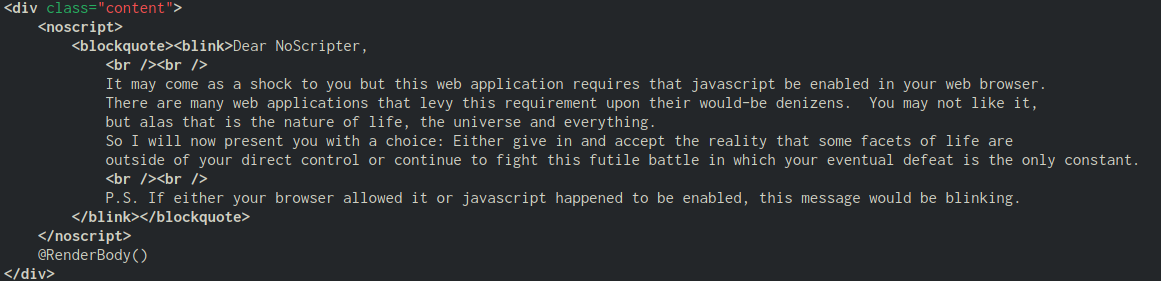 <div class="content">
    <noscript>
        <blockquote><blink>Dear NoScripter,
            <br /><br />
            It may come as a shock to you but this web application requires that javascript be enabled in your web browser.
            There are many web applications that levy this requirement upon their would-be denizens.  You may not like it,
            but alas that is the nature of life, the universe and everything.
            So I will now present you with a choice: Either give in and accept the reality that some facets of life are
            outside of your direct control or continue to fight this futile battle in which your eventual defeat is the only constant.
            <br /><br />
            P.S. If either your browser allowed it or javascript happened to be enabled, this message would be blinking.
        </blink></blockquote>
    </noscript>
    @RenderBody()
</div>